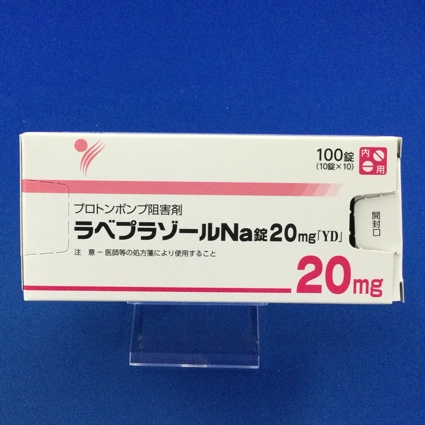 100錠
(10錠×10)
内
用
プロトンポンプ阻害剤
ラベプラゾールNa錠20mg「YD」
注 意－医師等の処方箋により使用すること
開封口
20mg